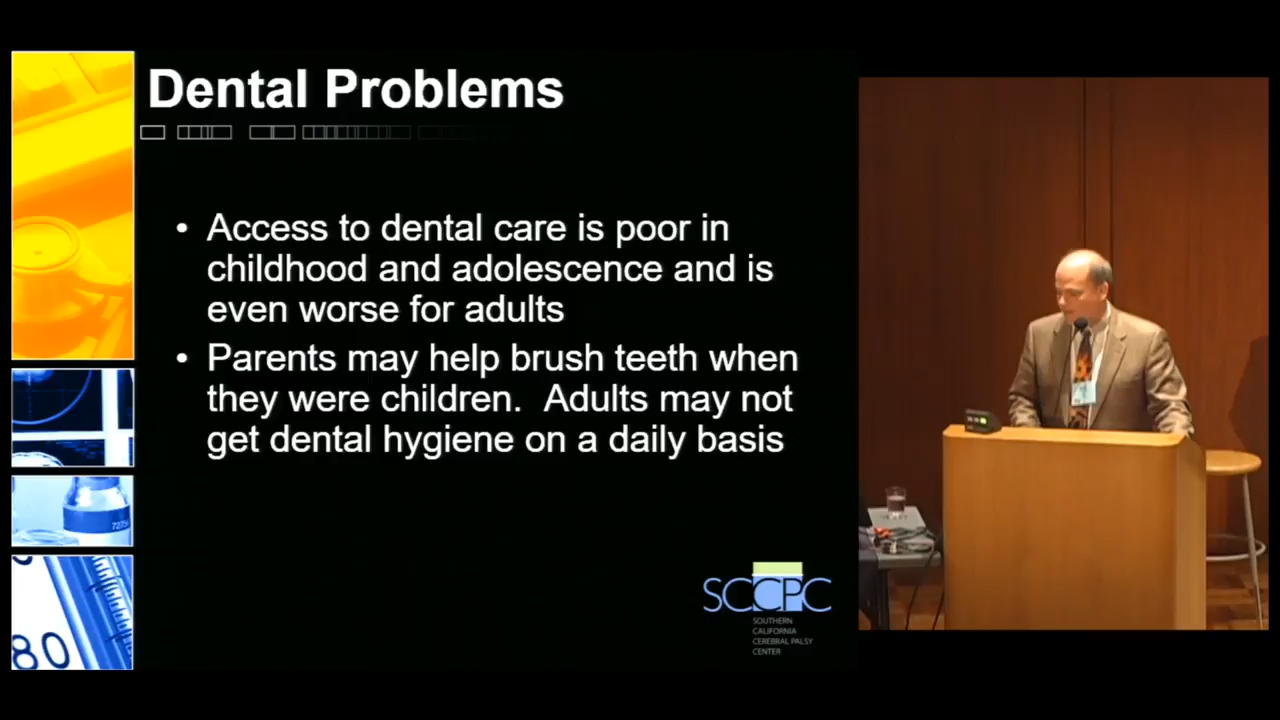 Dental Problems
• Access to dental care is poor in
childhood and adolescence and is
even worse for adults
• Parents may help brush teeth when
they were children.  Adults may not
get dental hygiene on a daily basis
80
SCCPC
SOUTHERN
CALIFORNIA
CEREBRAL PALSY
CENTER